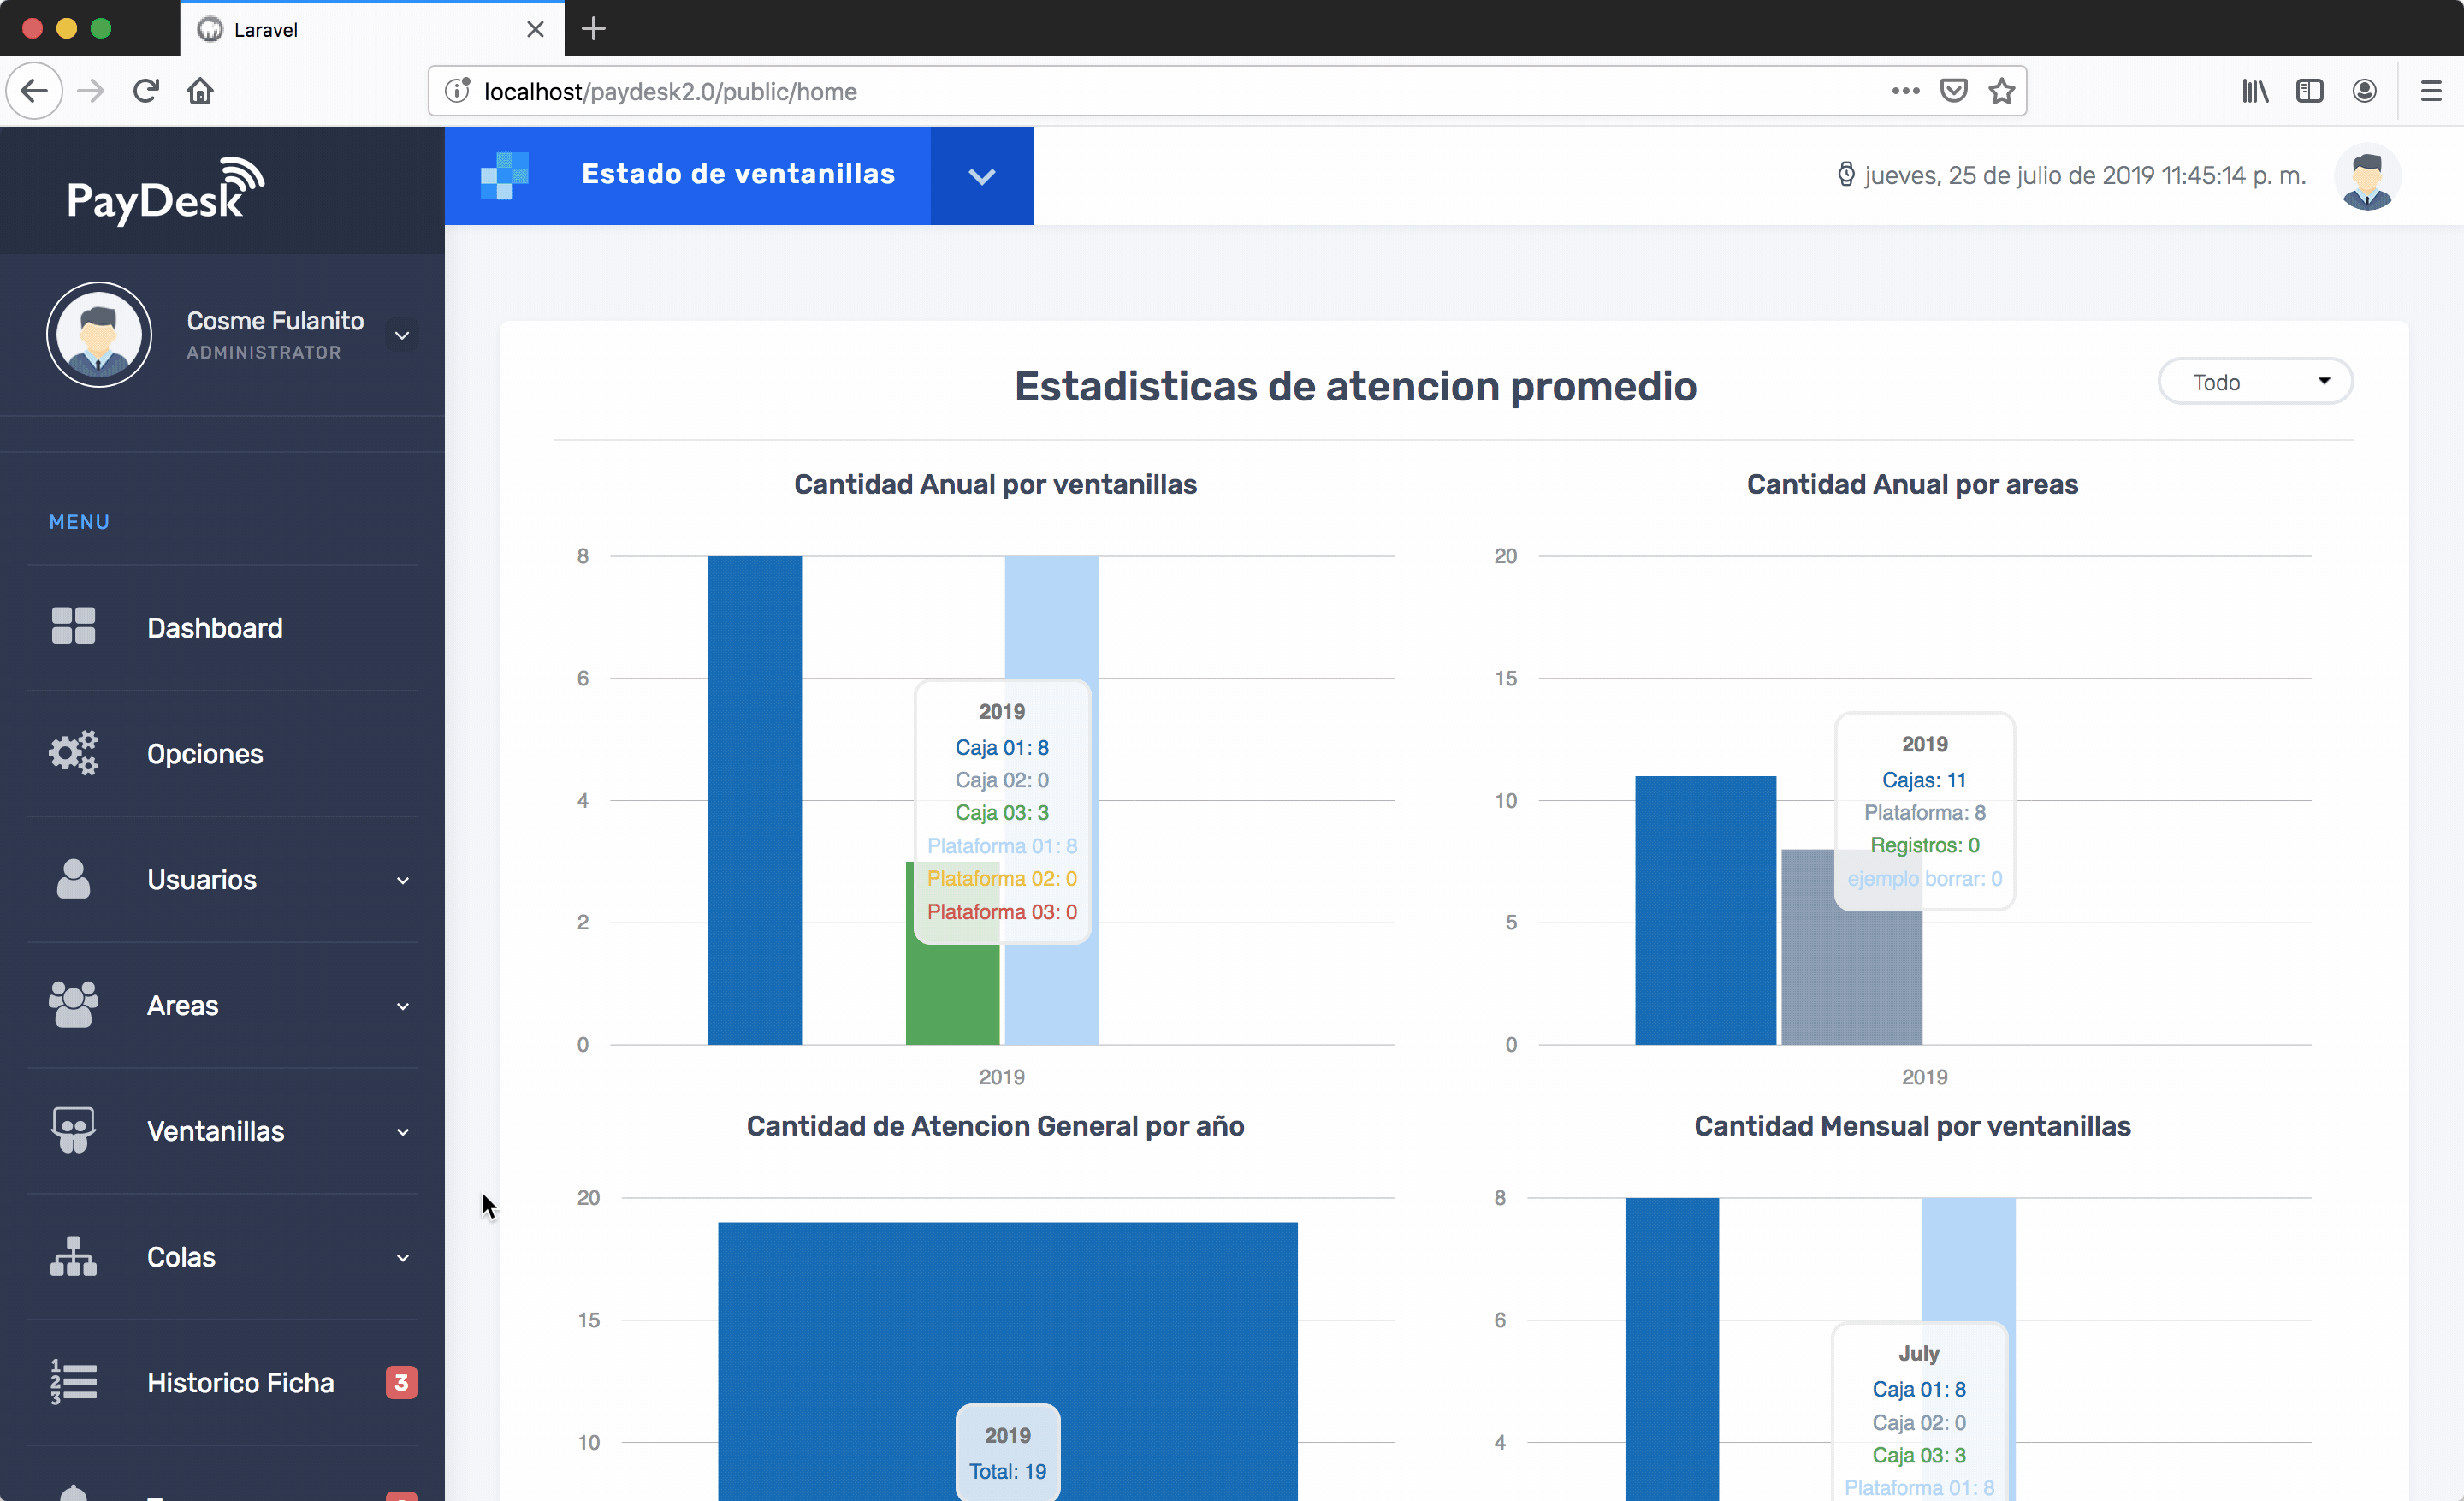 Laravel
localhost/paydesk2.0/public/home
PayDesk
Estado de ventanillas
jueves, 25 de julio de 2019 11:45:14 p. m.
Cosme Fulanito
ADMINISTRATOR
MENU
Dashboard
Opciones
Usuarios
Areas
Ventanillas
Colas
Historico Ficha 3
Estadisticas de atencion promedio
Todo
Cantidad Anual por ventanillas
8
6
4
2
0
2019
Caja 01: 8
Caja 02: 0
Caja 03: 3
Plataforma 01: 8
Plataforma 02: 0
Plataforma 03: 0
2019
Cantidad Anual por areas
20
15
10
5
0
2019
Cajas: 11
Plataforma: 8
Registros: 0
ejemplo borrar: 0
2019
Cantidad de Atencion General por año
20
15
10
2019
Total: 19
Cantidad Mensual por ventanillas
8
6
4
July
Caja 01: 8
Caja 02: 0
Caja 03: 3
Plataforma 01: 8